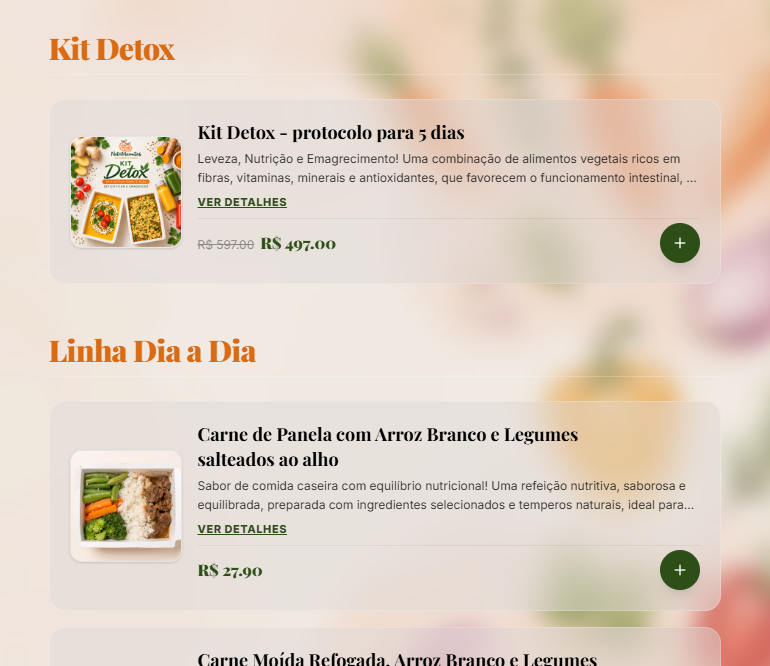 Kit Detox
NutriMarmitas
KIT
Detox
Kit Detox - protocolo para 5 dias
Leveza, Nutrição e Emagrecimento! Uma combinação de alimentos vegetais ricos em
fibras, vitaminas, minerais e antioxidantes, que favorecem o funcionamento intestinal, ...
VER DETALHES
R$ 597.00 R$ 497.00
+
Linha Dia a Dia
Carne de Panela com Arroz Branco e Legumes
salteados ao alho
Sabor de comida caseira com equilíbrio nutricional! Uma refeição nutritiva, saborosa e
equilibrada, preparada com ingredientes selecionados e temperos naturais, ideal para...
VER DETALHES
R$ 27.90
+
Carne Moída Refogada, Arroz Branco e Legumes